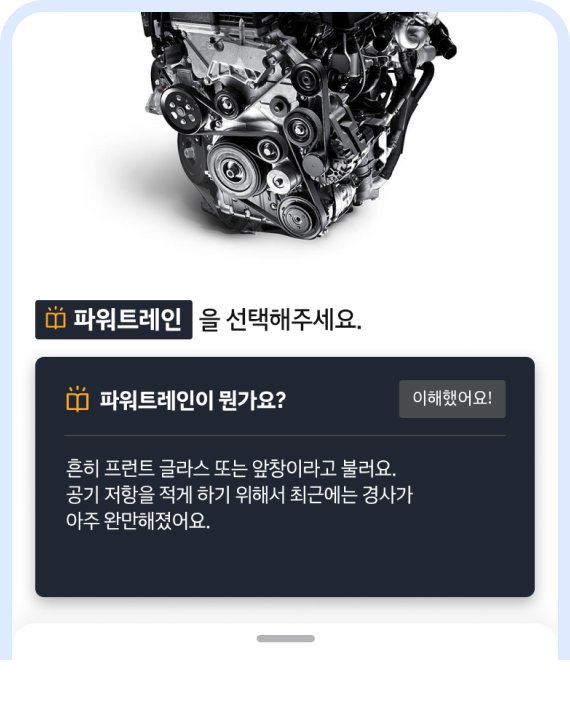 파워트레인 을 선택해주세요.
파워트레인이 뭔가요?
이해했어요!
흔히 프런트 글라스 또는 앞창이라고 불러요.
공기 저항을 적게 하기 위해서 최근에는 경사가
아주 완만해졌어요.